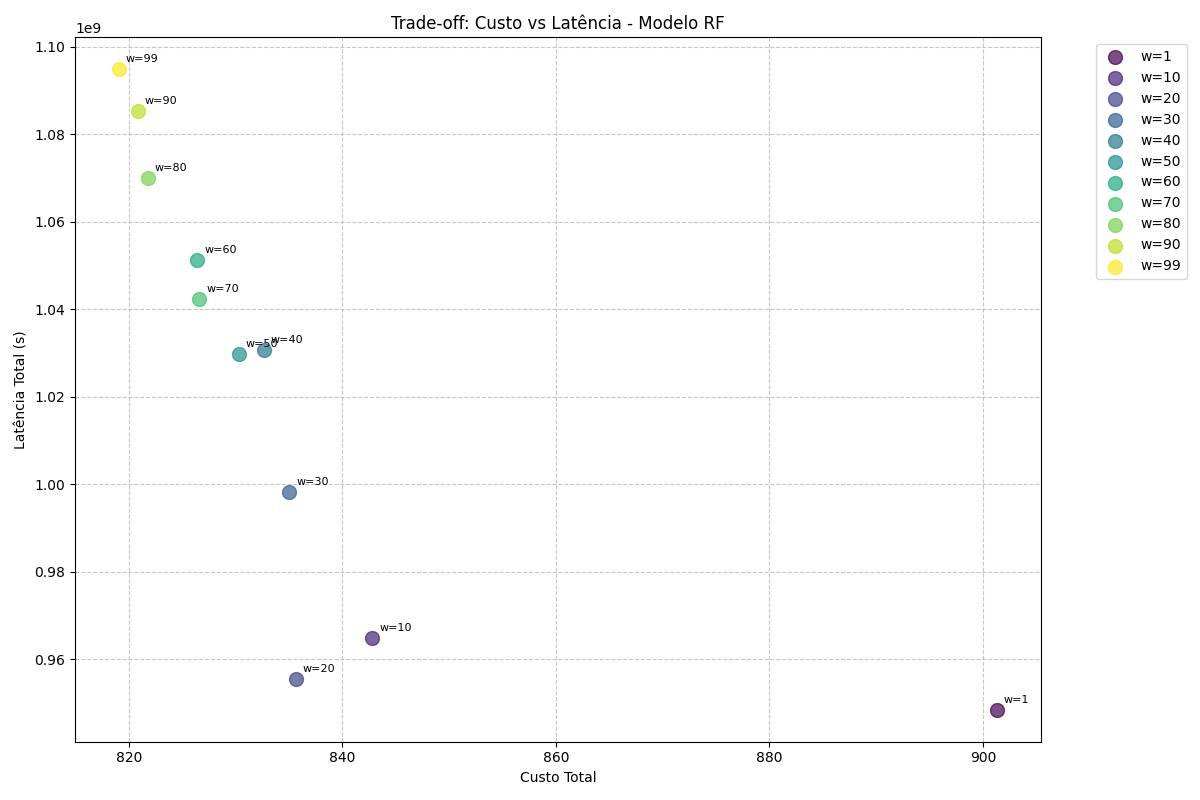 Trade-off: Custo vs Latência - Modelo RF
1e9
1.10
1.08
1.06
1.04
1.02
1.00
0.98
0.96
Latência Total (s)
w=99
w=90
w=80
w=60
w=70
w=50
w=40
w=30
w=10
w=20
w=1
820
840
860
880
900
Custo Total
w=1
w=10
w=20
w=30
w=40
w=50
w=60
w=70
w=80
w=90
w=99